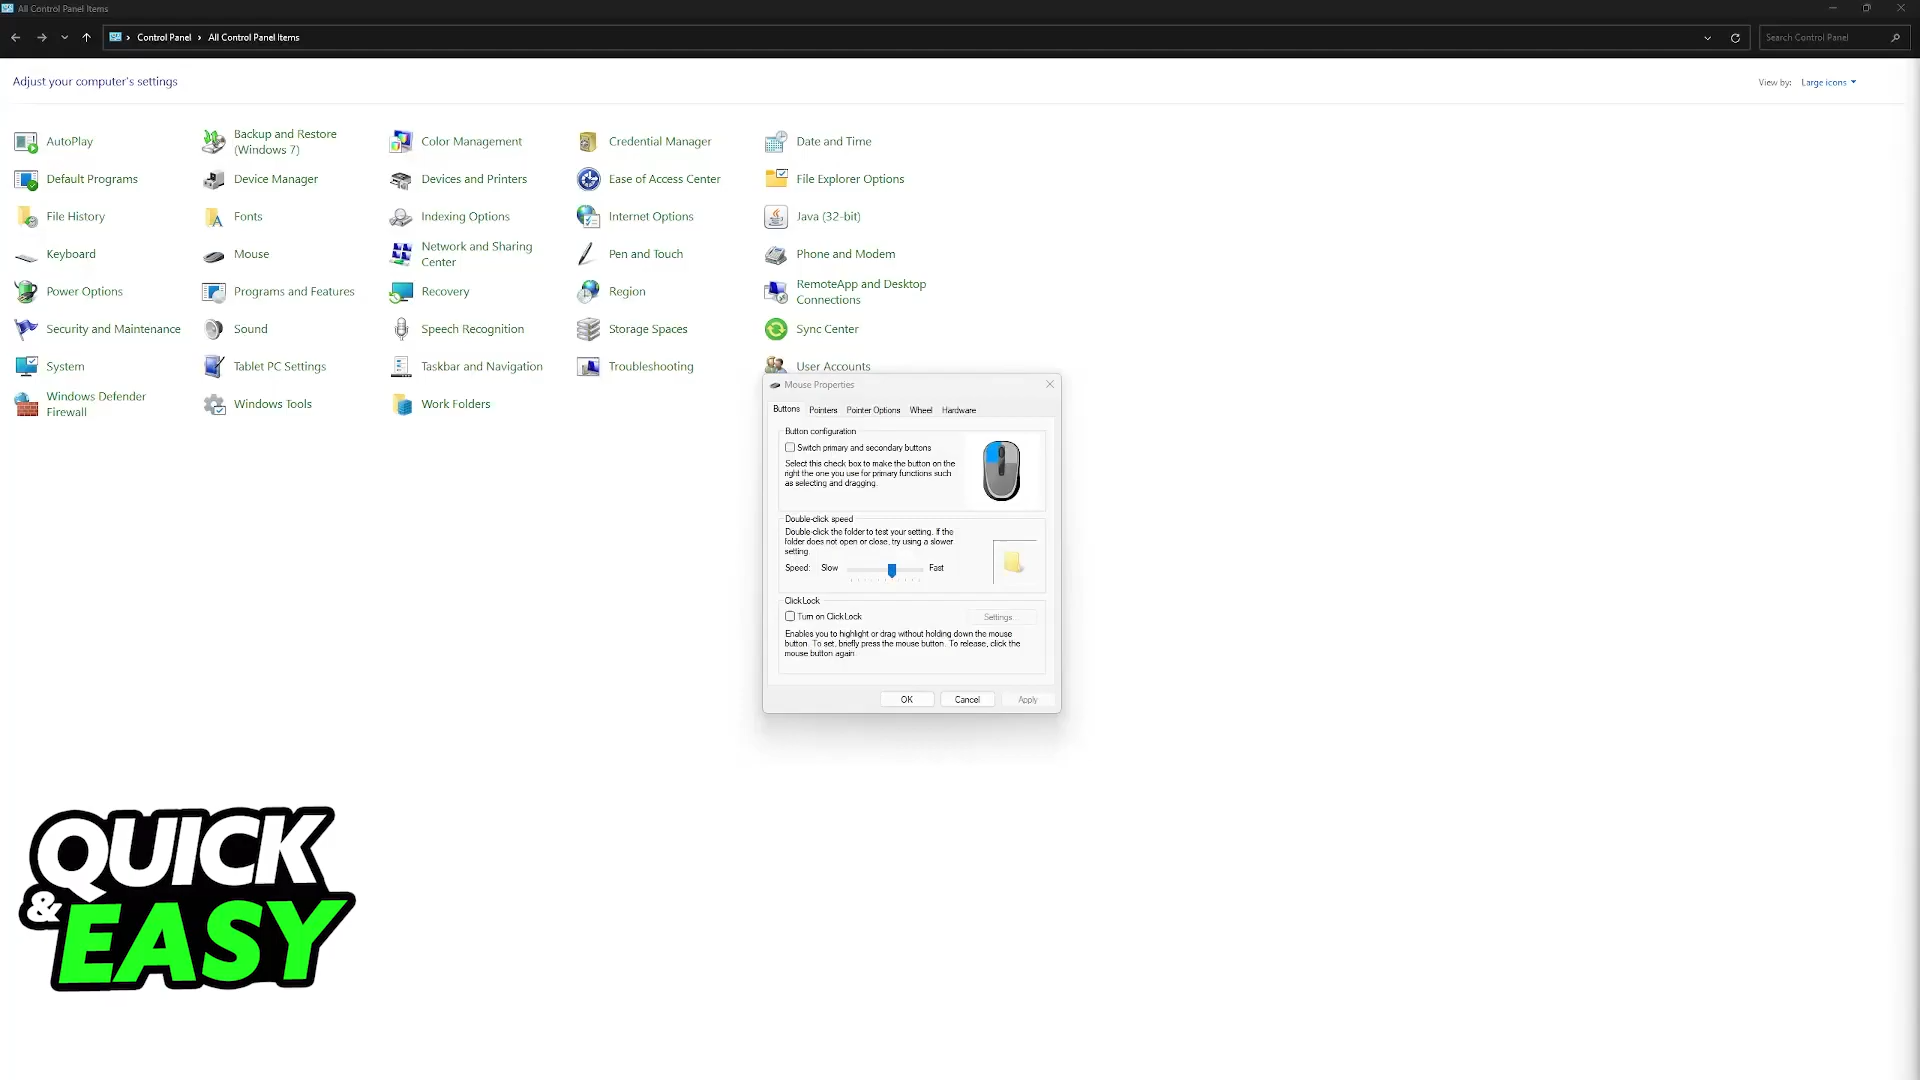 All Control Panel Items
Control Panel > All Control Panel Items
Search Control Panel
Adjust your computer's settings
View by: Large icons
AutoPlay
Backup and Restore
(Windows 7)
Color Management
Credential Manager
Date and Time
Default Programs
Device Manager
Devices and Printers
Ease of Access Center
File Explorer Options
File History
Fonts
Indexing Options
Internet Options
Java (32-bit)
Keyboard
Mouse
Network and Sharing
Center
Pen and Touch
Phone and Modem
Power Options
Programs and Features
Recovery
Region
RemoteApp and Desktop
Connections
Security and Maintenance
Sound
Speech Recognition
Storage Spaces
Sync Center
System
Tablet PC Settings
Taskbar and Navigation
Troubleshooting
User Accounts
Windows Defender
Firewall
Windows Tools
Work Folders
Mouse Properties
Buttons Pointers Pointer Options Wheel Hardware
Button configuration
Switch primary and secondary buttons
Select this check box to make the button on the
right the one you use for primary functions such
as selecting and dragging.
Double-click speed
Double-click the folder to test your setting. If the
folder does not open or close, try using a slower
setting.
Speed: Slow Fast
ClickLock
Turn on ClickLock
Settings...
Enables you to highlight or drag without holding down the mouse
button. To set, briefly press the mouse button. To release, click the
mouse button again.
OK Cancel Apply
QUICK
& EASY